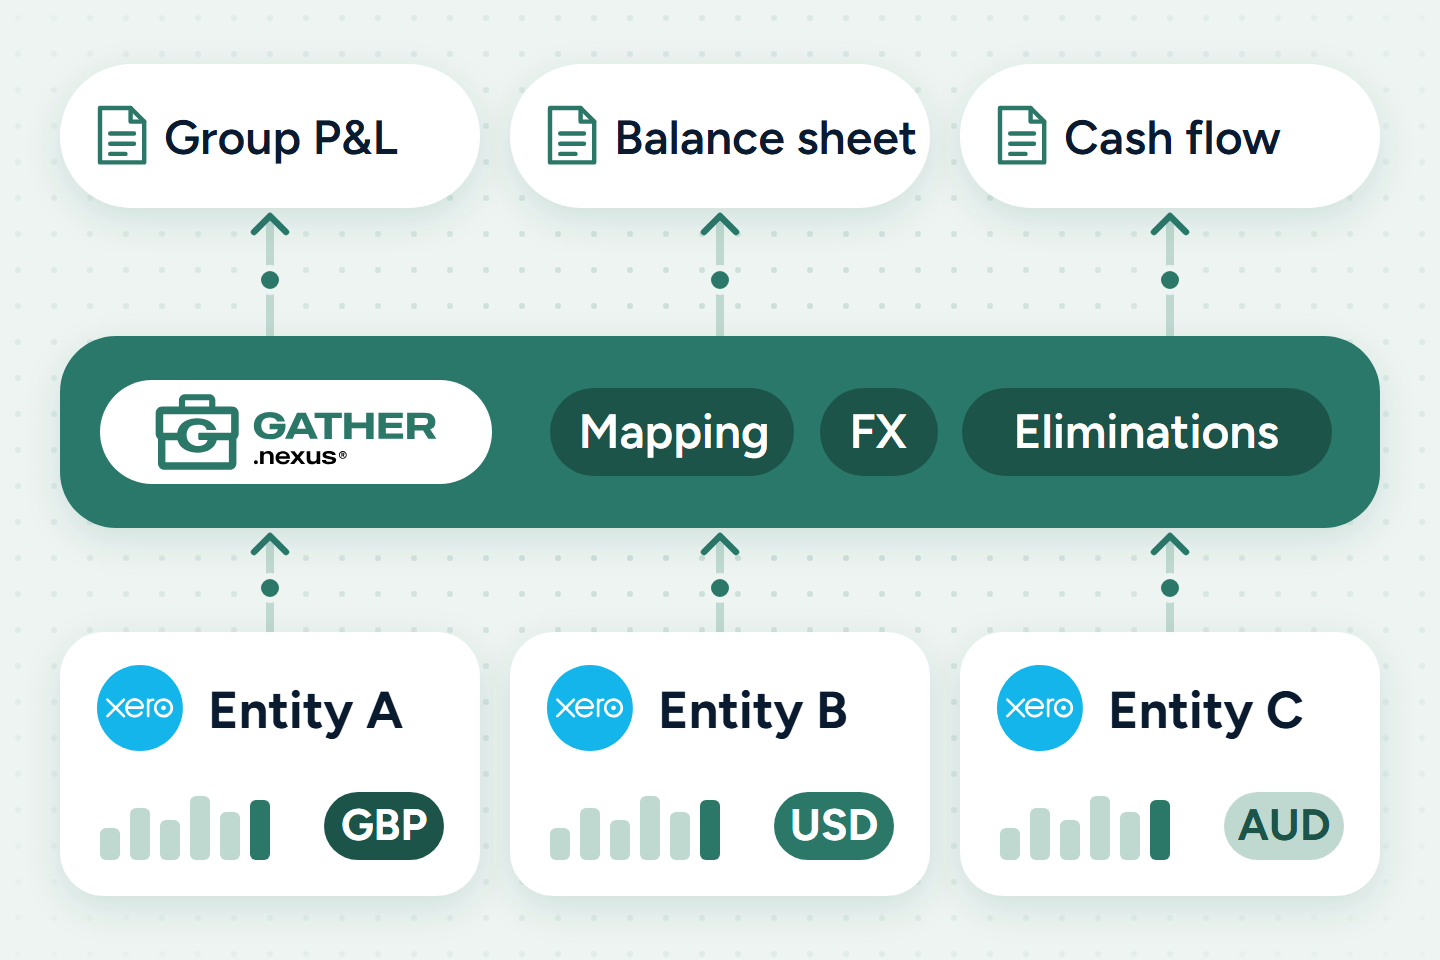 Group P&L
Balance sheet
Cash flow
GATHER
.nexus®
Mapping
FX
Eliminations
xero
Entity A
xero
Entity B
xero
Entity C
GBP
USD
AUD